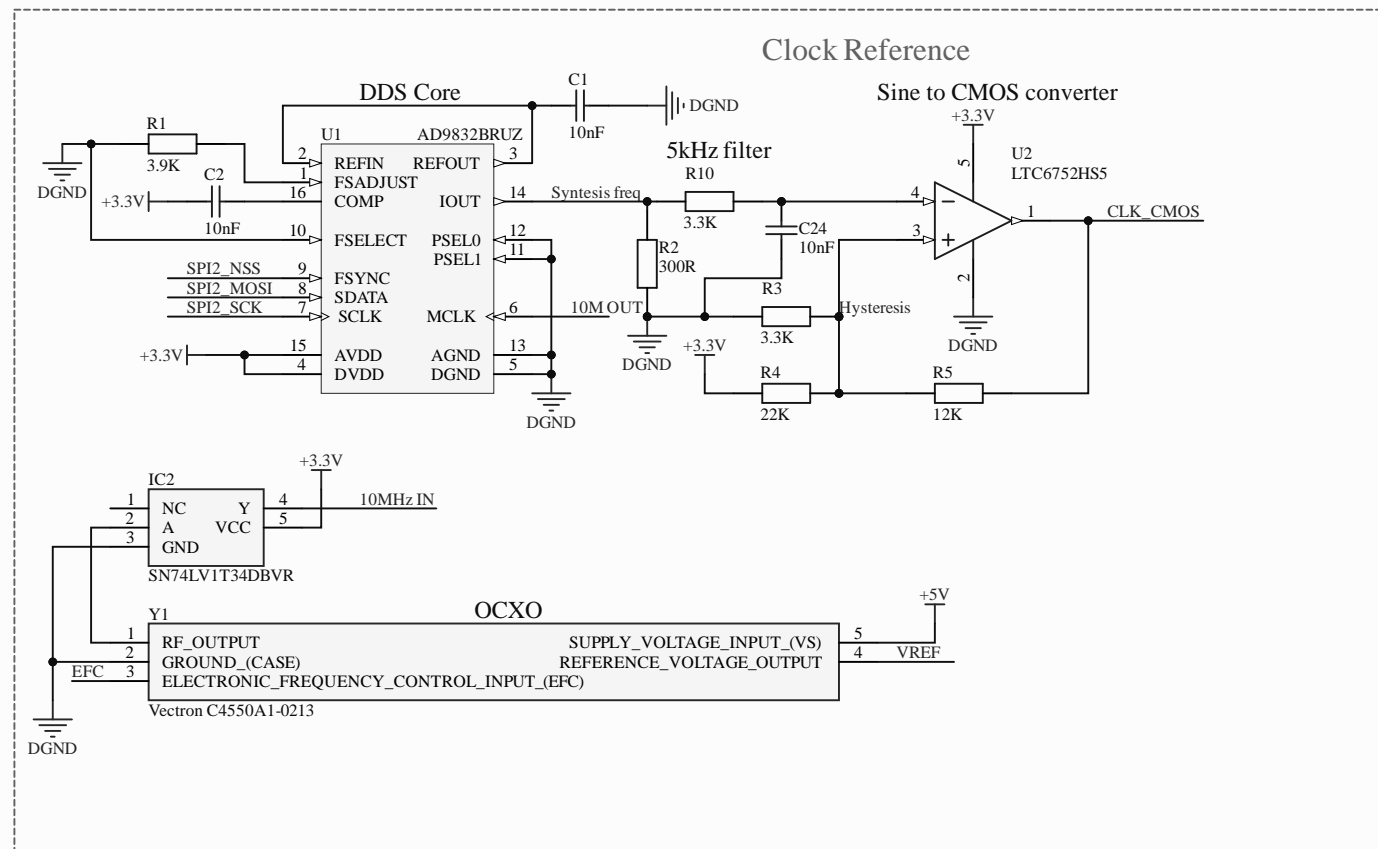 Clock Reference
DDS Core
C1
10nF
DGND
Sine to CMOS converter
+3.3V
R1
3.9K
DGND
C2
+3.3V
10nF
U1
AD9832BRUZ
2 REFIN REFOUT 3
1 FSADJUST
16 COMP IOUT 14
10 FSELECT PSEL0 12
PSEL1 11
SPI2_NSS 9 FSYNC
SPI2_MOSI 8 SDATA
SPI2_SCK 7 SCLK MCLK 6
+3.3V 15 AVDD AGND 13
4 DVDD DGND 5
DGND
5kHz filter
R10
3.3K
Syntesis freq
R2
300R
C24
10nF
10M OUT
DGND
R3
3.3K
Hysteresis
+3.3V
R4
22K
R5
12K
U2
LTC6752HS5
5
4
3
1
2
CLK_CMOS
DGND
+3.3V
IC2
1 NC Y 4 10MHz IN
2 A VCC 5
3 GND
SN74LV1T34DBVR
OCXO
+5V
Y1
1 RF_OUTPUT SUPPLY_VOLTAGE_INPUT_(VS) 5
2 GROUND_(CASE) REFERENCE_VOLTAGE_OUTPUT 4 VREF
EFC 3 ELECTRONIC_FREQUENCY_CONTROL_INPUT_(EFC)
Vectron C4550A1-0213
DGND